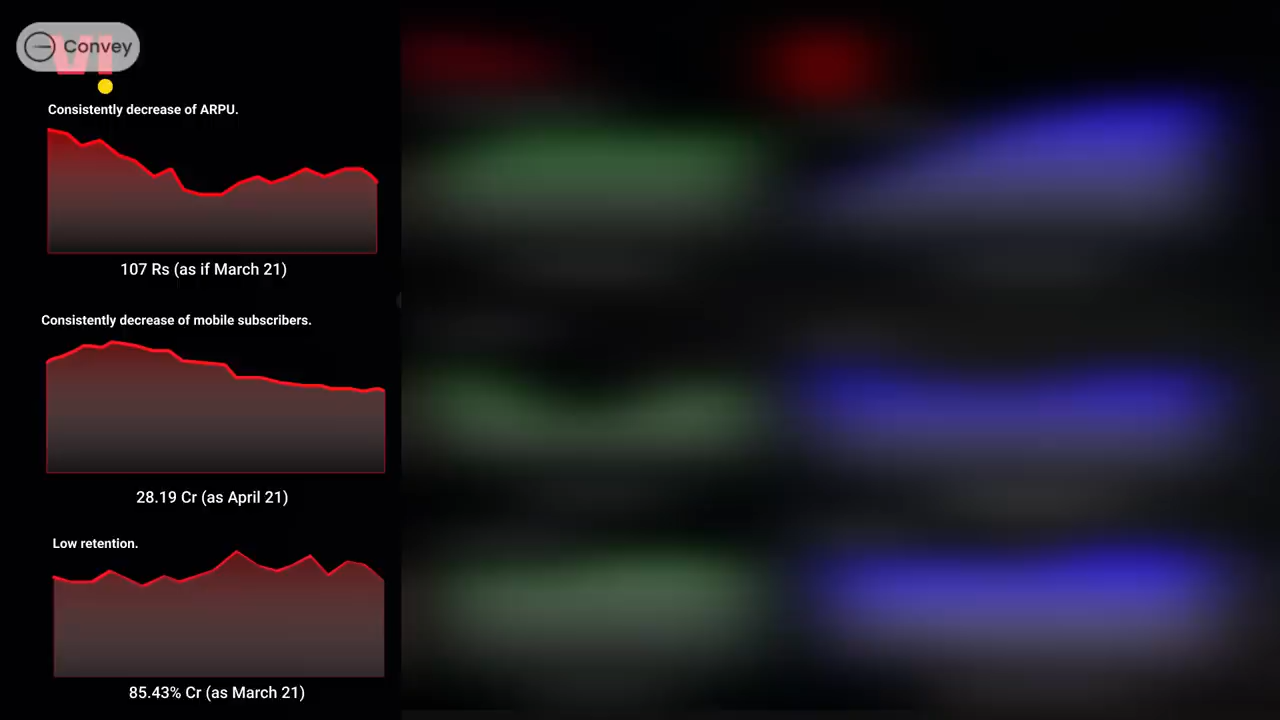 Convey
VI
Consistently decrease of ARPU.
107 Rs (as if March 21)
Consistently decrease of mobile subscribers.
28.19 Cr (as April 21)
Low retention.
85.43% Cr (as March 21)